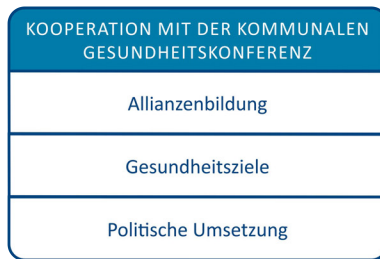 KOOPERATION MIT DER KOMMUNALEN
GESUNDHEITSKONFERENZ
Allianzenbildung
Gesundheitsziele
Politische Umsetzung